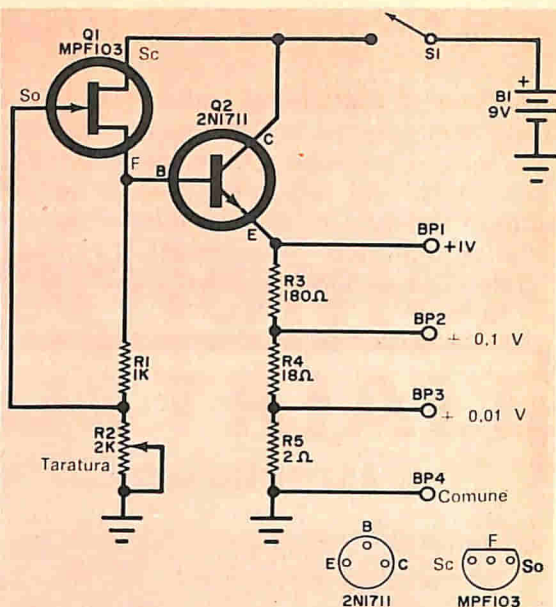 Q1
MPF103
Sc
So
F
Q2
2N1711
B
C
E
S1
+
B1
9V
BP1
+1V
R3
180Ω
BP2
+ 0,1 V
R4
18Ω
BP3
+ 0,01 V
R5
2Ω
BP4
Comune
R1
1K
R2
2K
Taratura
B
E
C
2N1711
F
Sc
So
MPF103